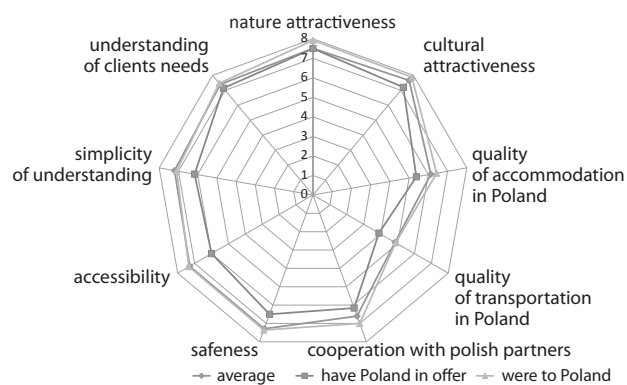 nature attractiveness
understanding
of clients needs
cultural
attractiveness
8
7
6
5
4
3
2
1
0
simplicity
of understanding
quality
of accommodation
in Poland
accessibility
quality
of transportation
in Poland
safeness
cooperation with polish partners
average
have Poland in offer
were to Poland